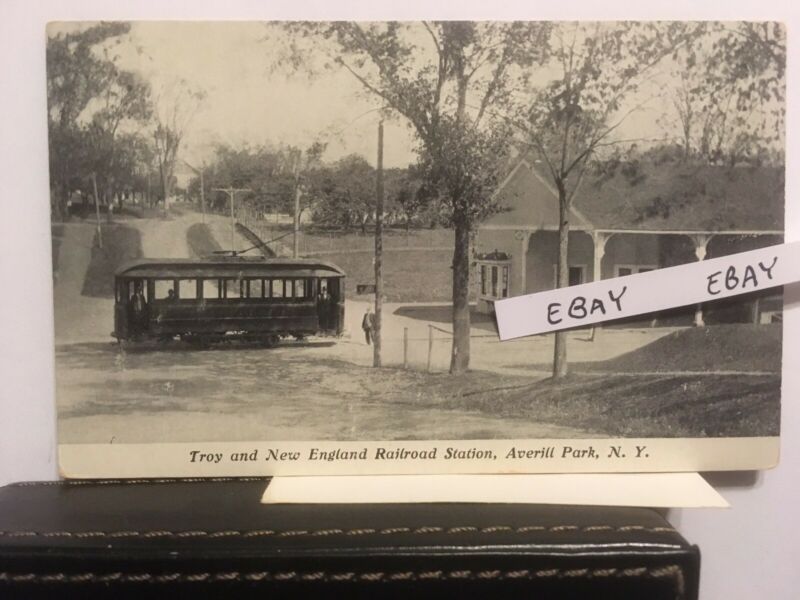 EBAY EBAY
Troy and New England Railroad Station, Averill Park, N. Y.